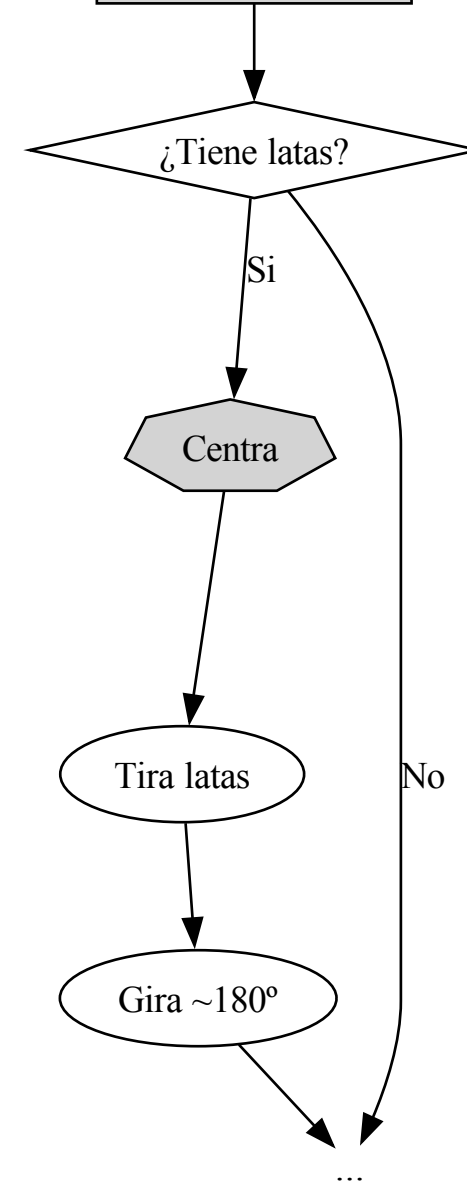 ¿Tiene latas?
Si
Centra
Tira latas
No
Gira ~180º
...